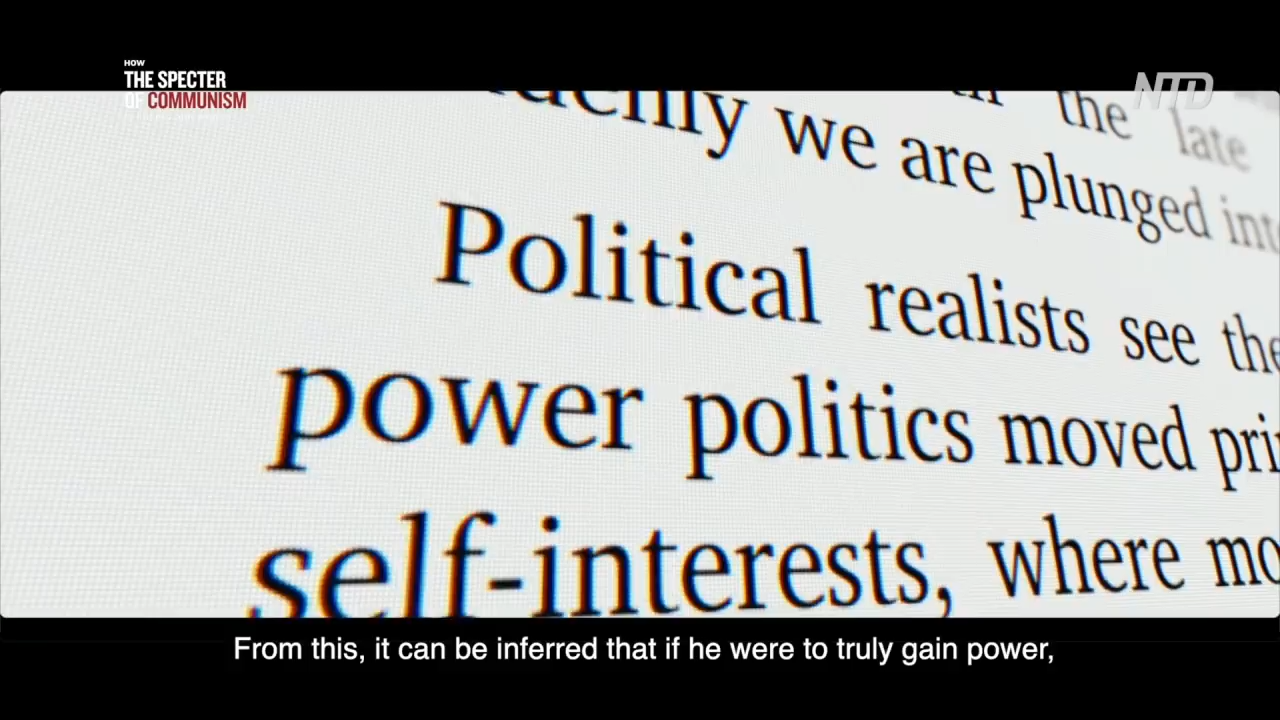 HOW
THE SPECTER
OF COMMUNISM
NTD
in the late
we are plunged
Political realists see
power politics moved
self-interests, where
From this, it can be inferred that if he were to truly gain power,